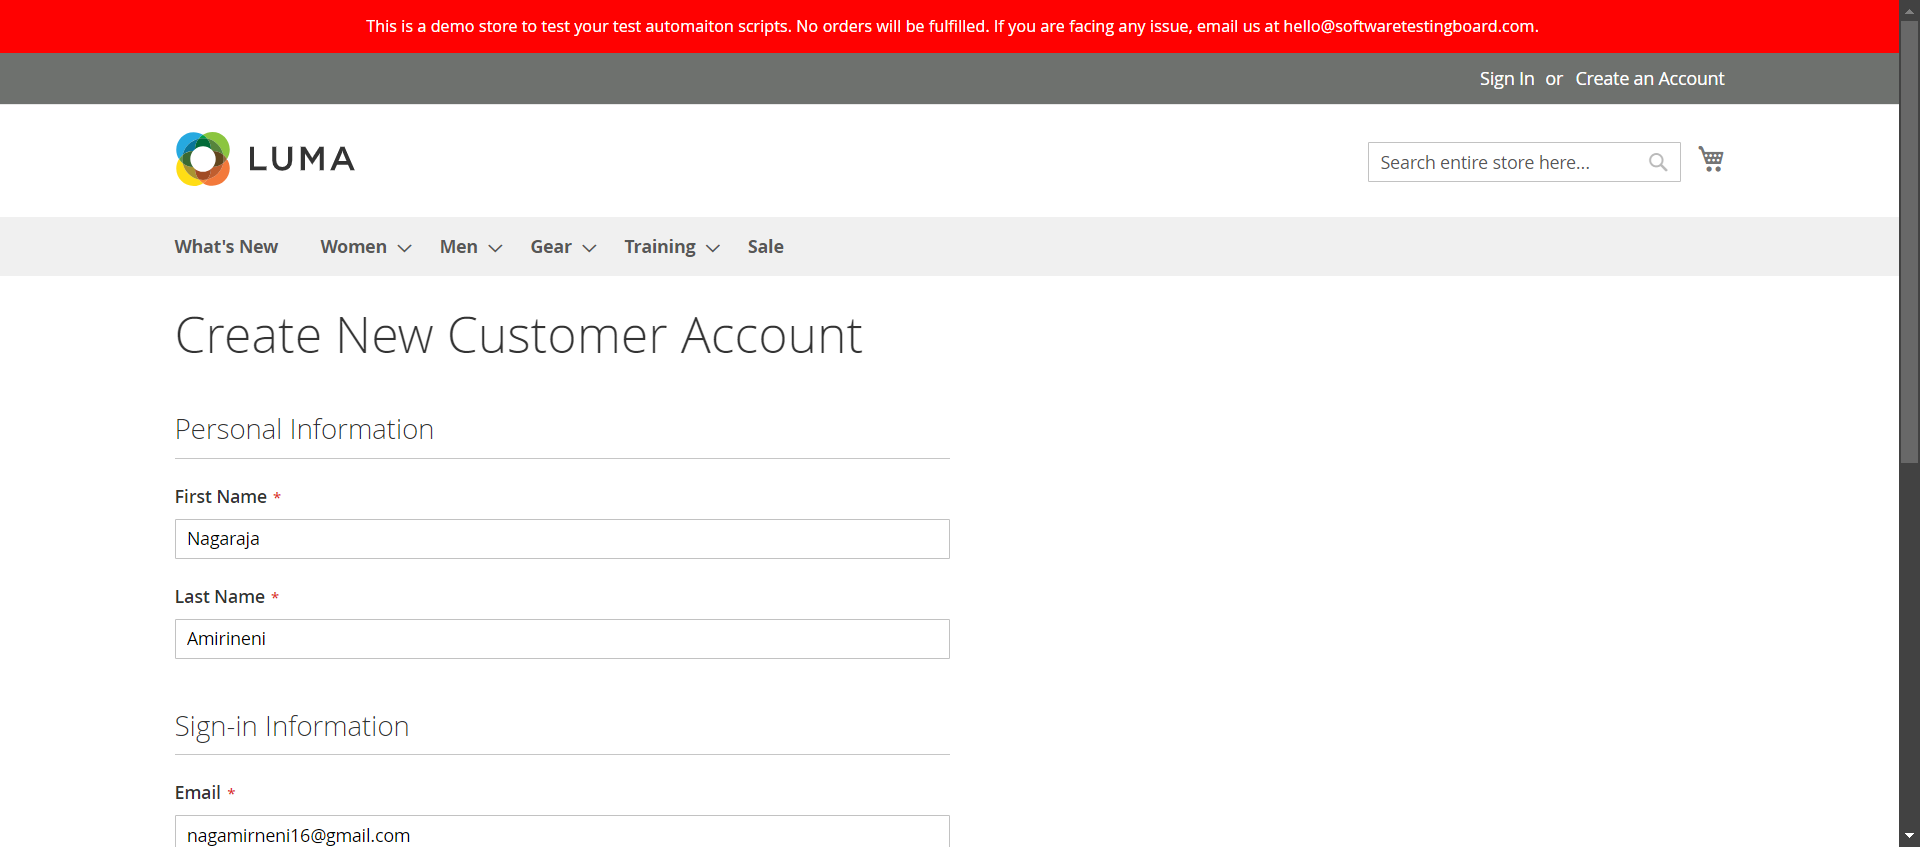 This is a demo store to test your test automaiton scripts. No orders will be fulfilled. If you are facing any issue, email us at hello@softwaretestingboard.com.
Sign In or Create an Account
LUMA
Search entire store here...
What's New Women Men Gear Training Sale
Create New Customer Account
Personal Information
First Name *
Nagaraja
Last Name *
Amirineni
Sign-in Information
Email *
nagamirneni16@gmail.com